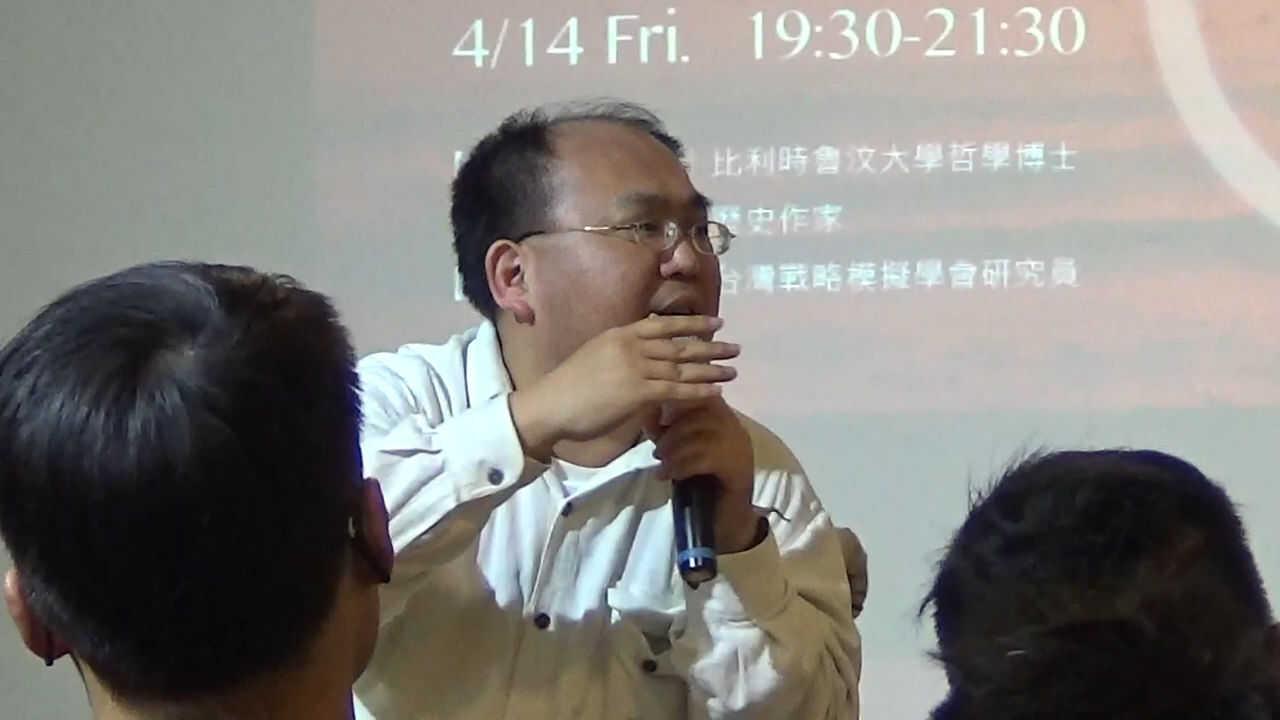 4/14 Fri. 19:30-21:30
比利時會汶大學哲學博士
歷史作家
台灣戰略模擬學會研究員